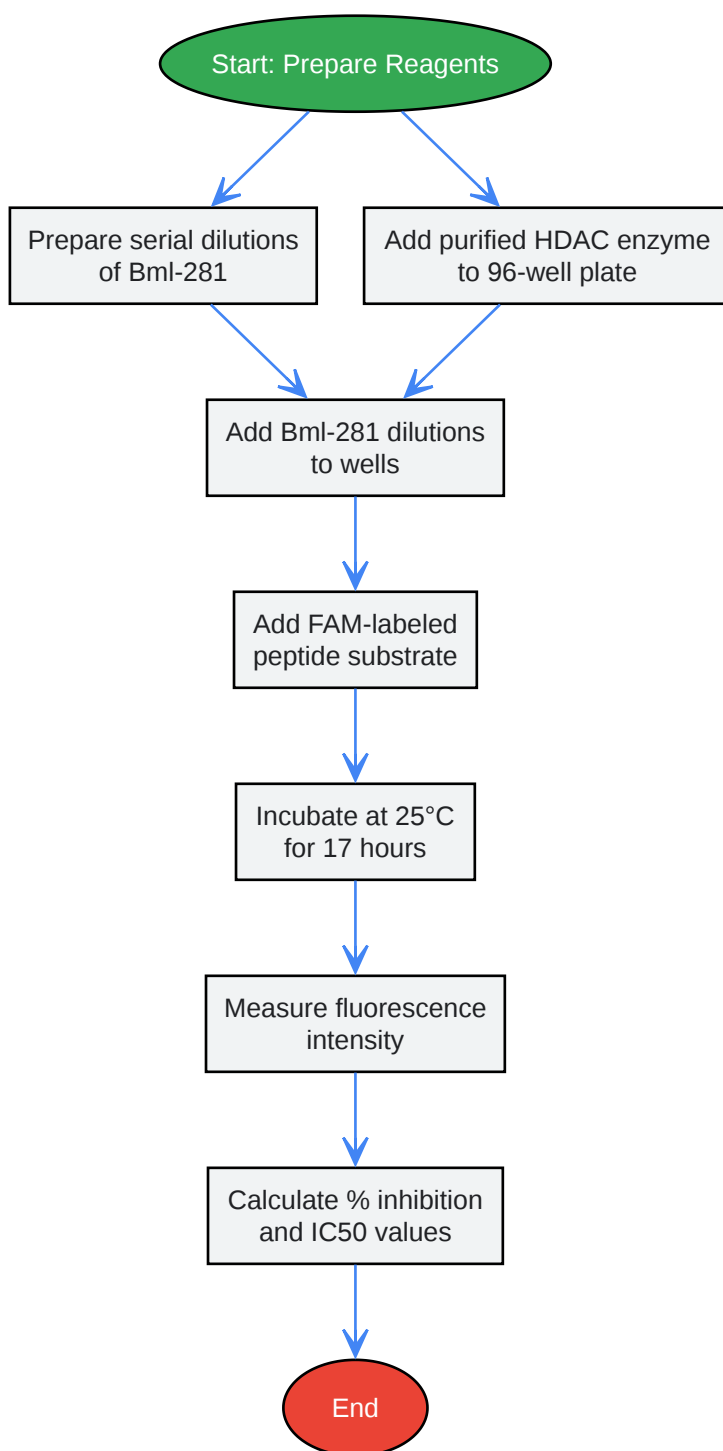 Start: Prepare Reagents
Prepare serial dilutions
of Bml-281
Add purified HDAC enzyme
to 96-well plate
Add Bml-281 dilutions
to wells
Add FAM-labeled
peptide substrate
Incubate at 25°C
for 17 hours
Measure fluorescence
intensity
Calculate % inhibition
and IC50 values
End